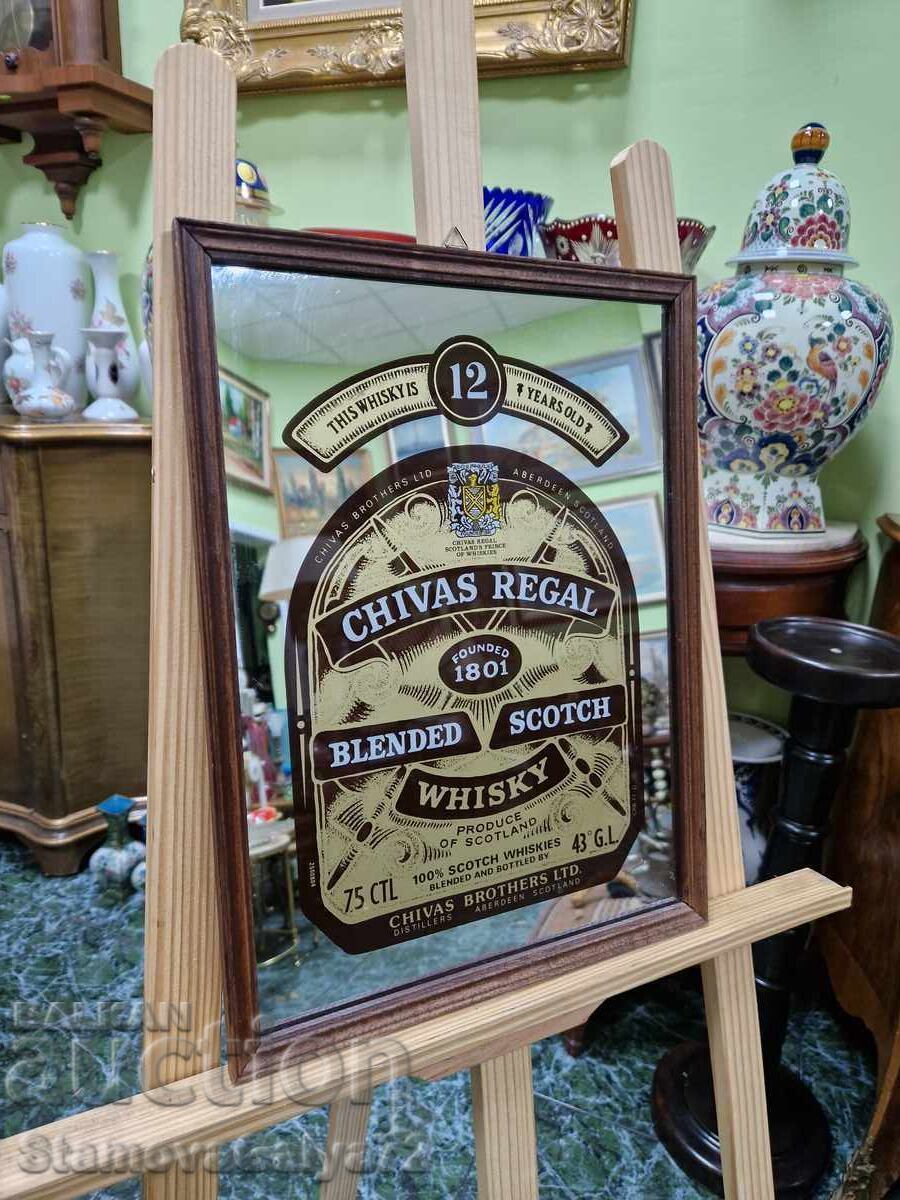 THIS WHISKY IS 12 YEARS OLD
CHIVAS BROTHERS LTD ABERDEEN-SCOTLAND
CHIVAS REGAL
SCOTLAND'S PRINCE
OF WHISKIES
CHIVAS REGAL
FOUNDED
1801
BLENDED SCOTCH
WHISKY
PRODUCE
OF SCOTLAND
75 CTL 100% SCOTCH WHISKIES 43° G.L.
BLENDED AND BOTTLED BY
CHIVAS BROTHERS LTD.
DISTILLERS ABERDEEN SCOTLAND
BALKAN
auction
Stamovatsalya72